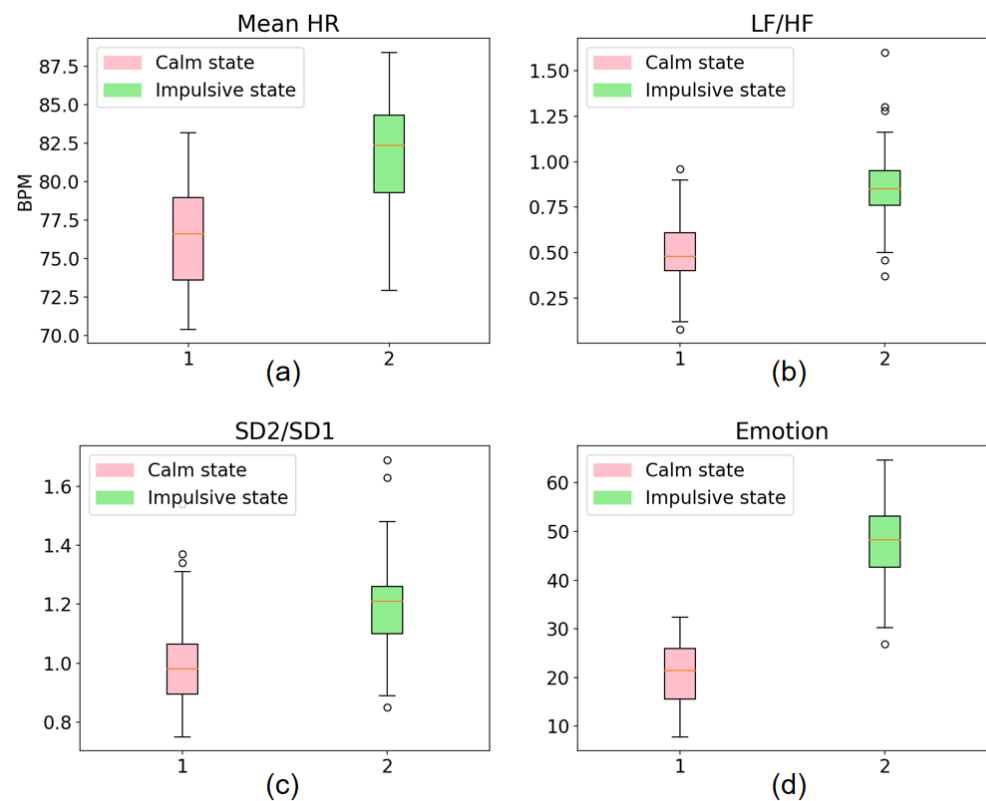 Mean HR
Calm state
Impulsive state
BPM
87.5
85.0
82.5
80.0
77.5
75.0
72.5
70.0
1 2
(a)
LF/HF
Calm state
Impulsive state
1.50
1.25
1.00
0.75
0.50
0.25
1 2
(b)
SD2/SD1
Calm state
Impulsive state
1.6
1.4
1.2
1.0
0.8
1 2
(c)
Emotion
Calm state
Impulsive state
60
50
40
30
20
10
1 2
(d)